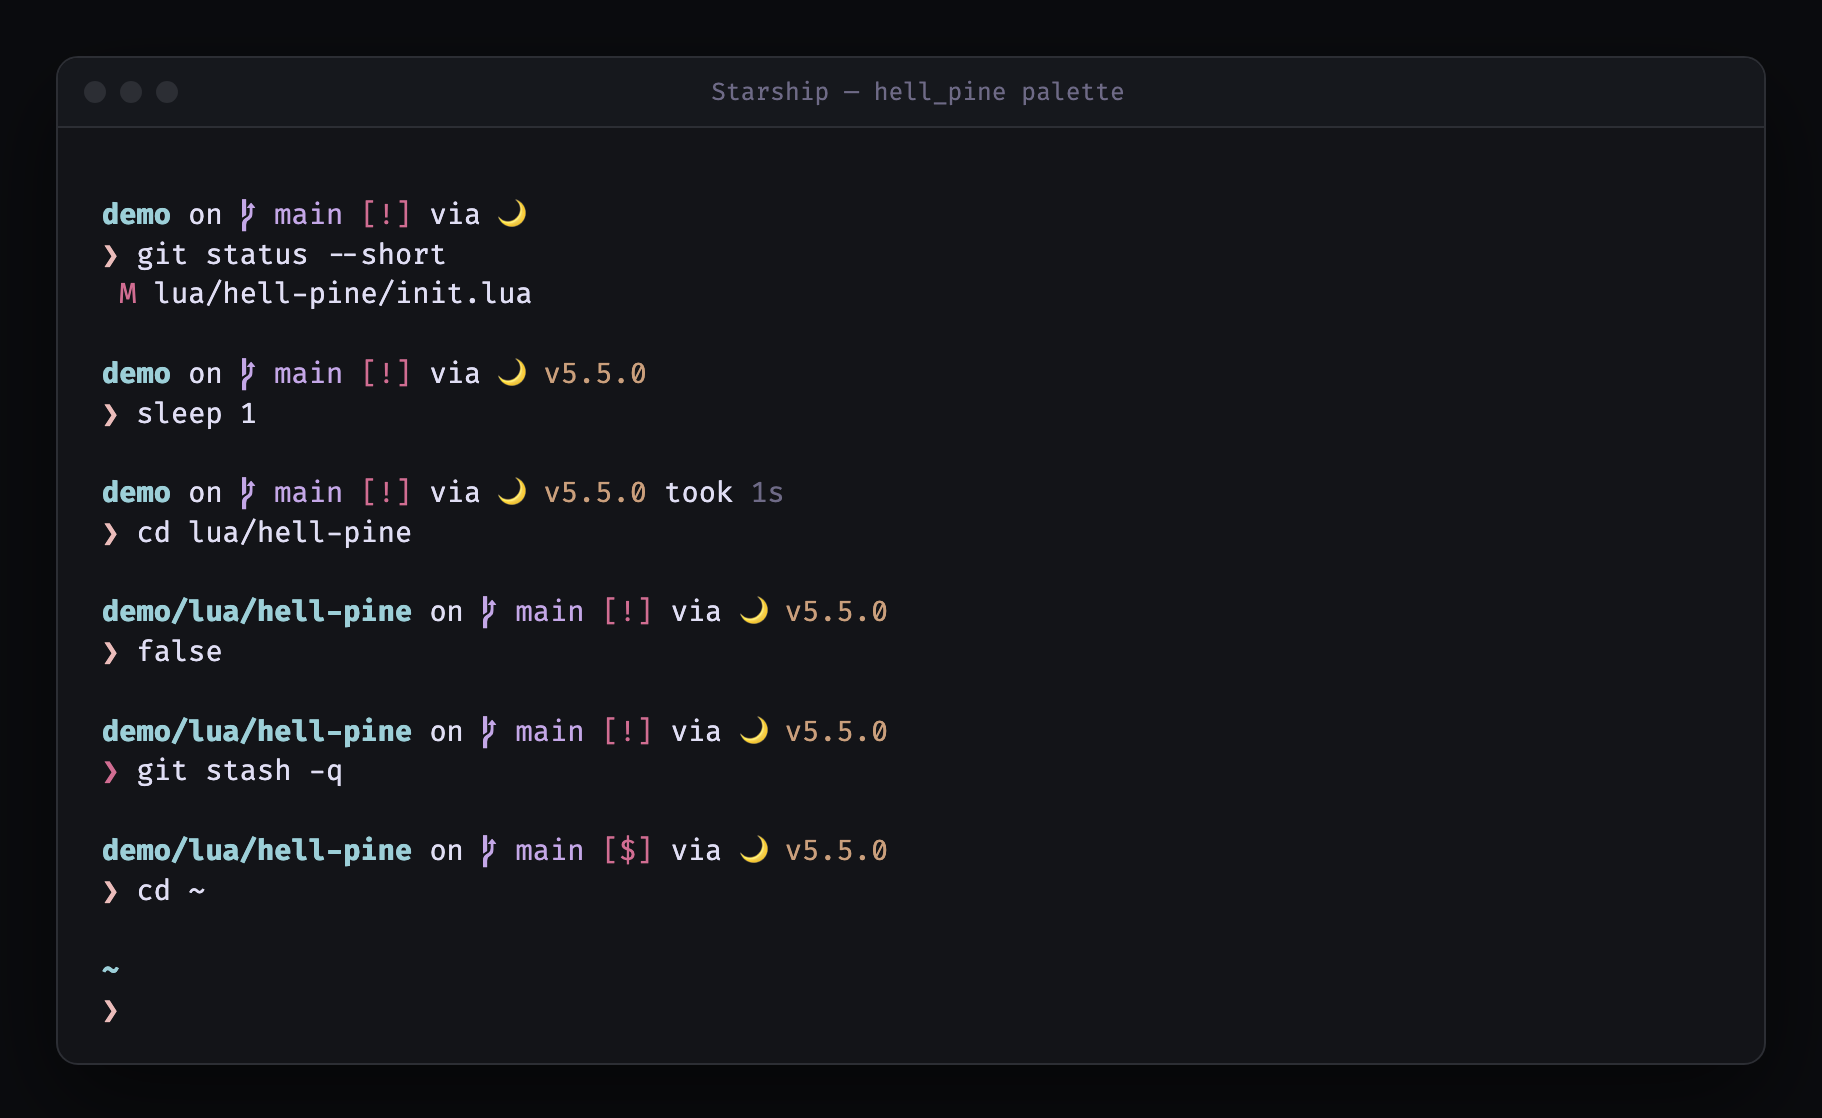 Starship — hell_pine palette
demo on  main [!] via 🌙
❯ git status --short
 M lua/hell-pine/init.lua
demo on  main [!] via 🌙 v5.5.0
❯ sleep 1
demo on  main [!] via 🌙 v5.5.0 took 1s
❯ cd lua/hell-pine
demo/lua/hell-pine on  main [!] via 🌙 v5.5.0
❯ false
demo/lua/hell-pine on  main [!] via 🌙 v5.5.0
❯ git stash -q
demo/lua/hell-pine on  main [$] via 🌙 v5.5.0
❯ cd ~
~
❯